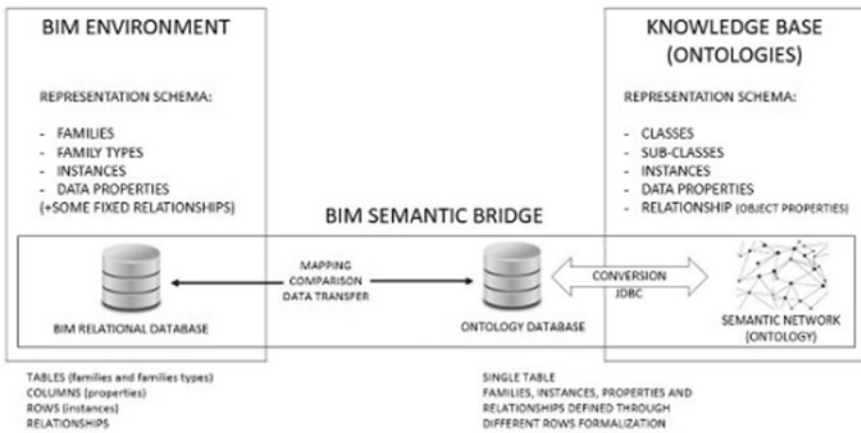 BIM ENVIRONMENT
REPRESENTATION SCHEMA:
- FAMILIES
- FAMILY TYPES
- INSTANCES
- DATA PROPERTIES
(+SOME FIXED RELATIONSHIPS)
KNOWLEDGE BASE
(ONTOLOGIES)
REPRESENTATION SCHEMA:
- CLASSES
- SUB-CLASSES
- INSTANCES
- DATA PROPERTIES
- RELATIONSHIP (OBJECT PROPERTIES)
BIM SEMANTIC BRIDGE
BIM RELATIONAL DATABASE
MAPPING
COMPARISON
DATA TRANSFER
ONTOLOGY DATABASE
CONVERSION
JDBC
SEMANTIC NETWORK
(ONTOLOGY)
TABLES (families and families types)
COLUMNS (properties)
ROWS (instances)
RELATIONSHIPS
SINGLE TABLE
FAMILIES, INSTANCES, PROPERTIES AND
RELATIONSHIPS DEFINED THROUGH
DIFFERENT ROWS FORMALIZATION